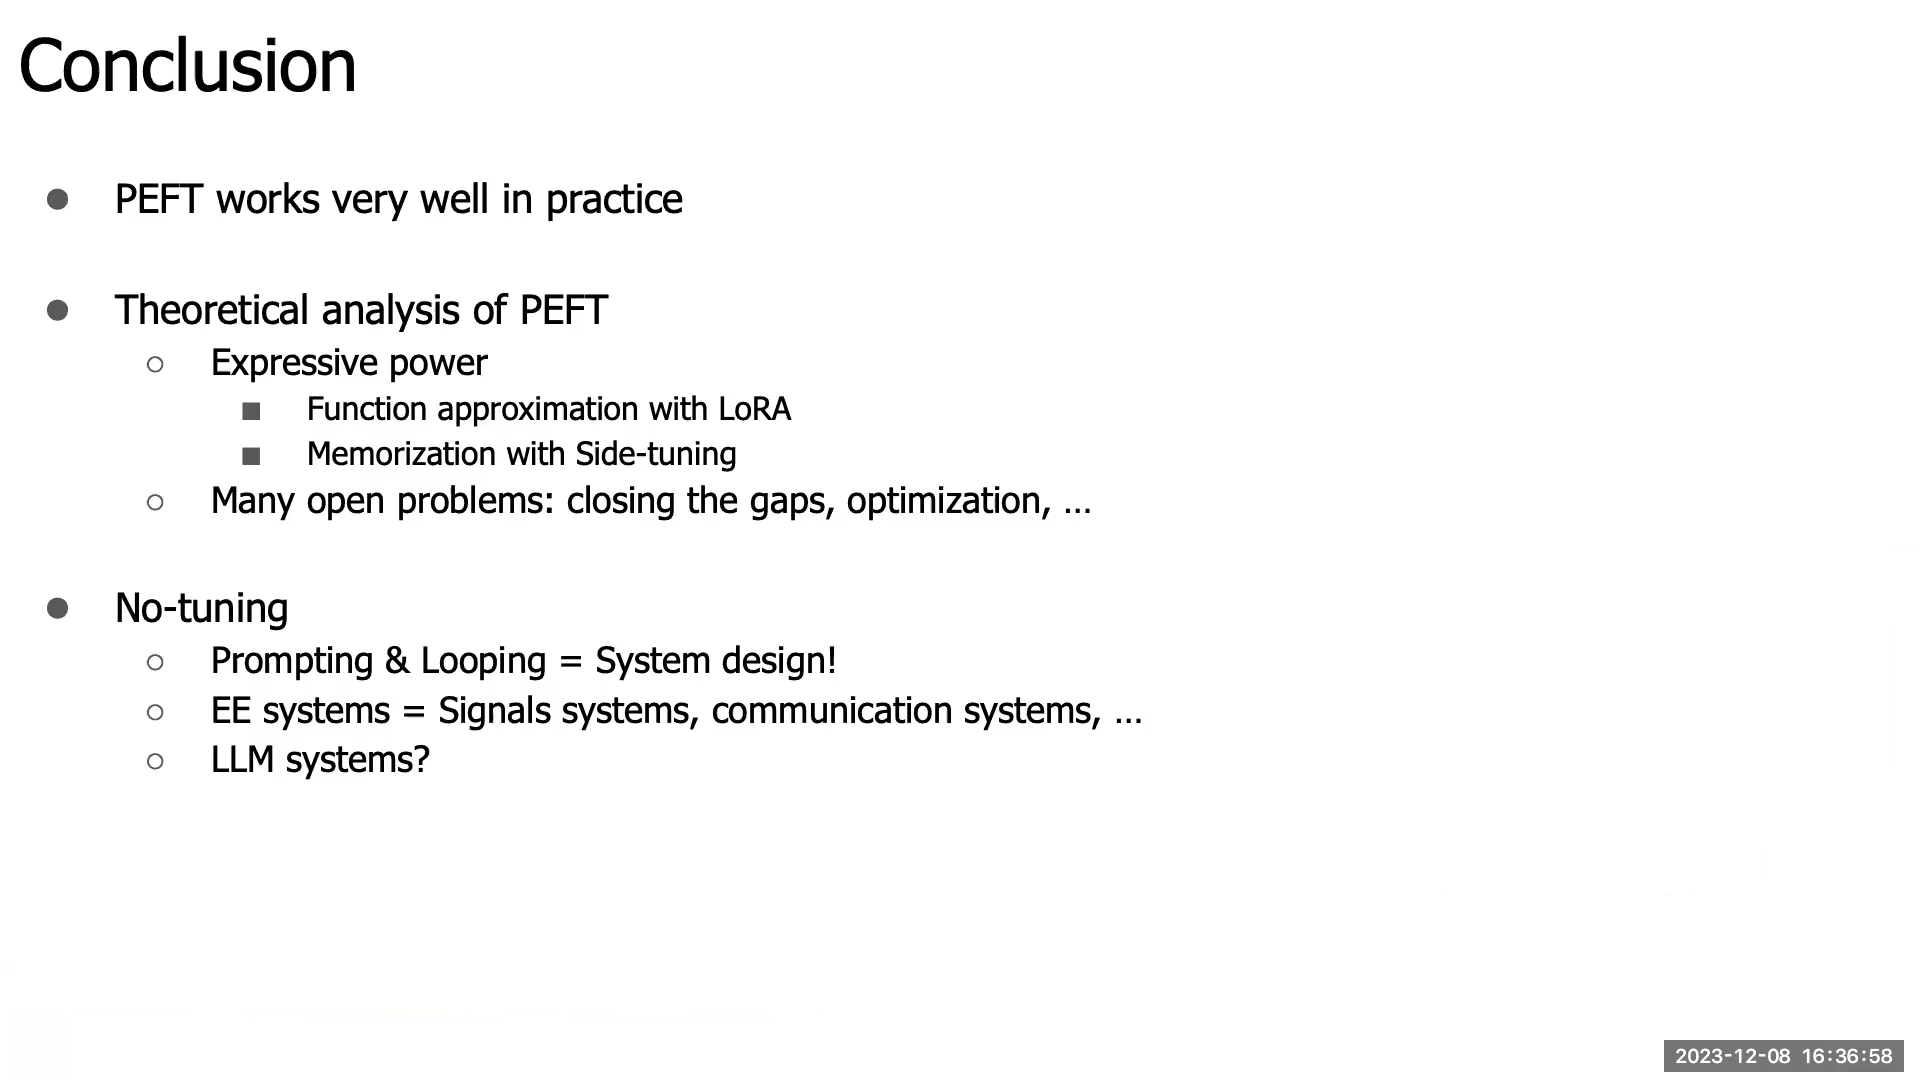 Conclusion
● PEFT works very well in practice
● Theoretical analysis of PEFT
○ Expressive power
■ Function approximation with LoRA
■ Memorization with Side-tuning
○ Many open problems: closing the gaps, optimization, ...
● No-tuning
○ Prompting & Looping = System design!
○ EE systems = Signals systems, communication systems, ...
○ LLM systems?
2023-12-08 16:36:58